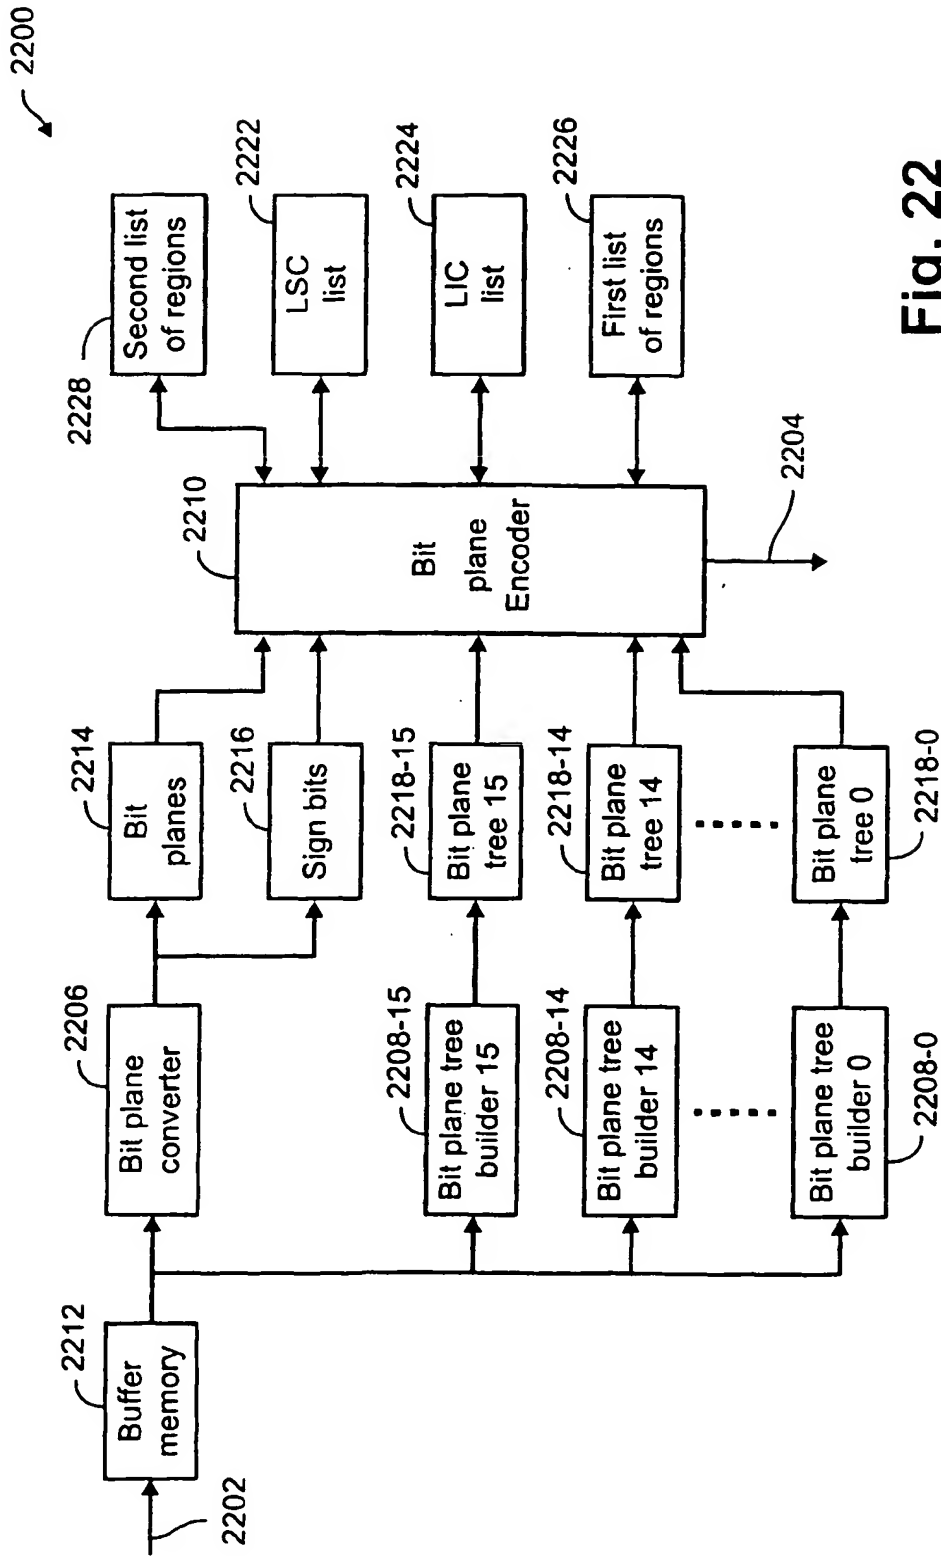 2200
2212
Buffer
memory
2202
2206
Bit plane
converter
2208-15
Bit plane tree
builder 15
2208-14
Bit plane tree
builder 14
Bit plane tree
builder 0
2208-0
2214
Bit
planes
2216
Sign bits
2218-15
Bit plane
tree 15
2218-14
Bit plane
tree 14
Bit plane
tree 0
2218-0
2210
Bit
plane
Encoder
2204
2228
Second list
of regions
2222
LSC
list
2224
LIC
list
2226
First list
of regions
Fig. 22